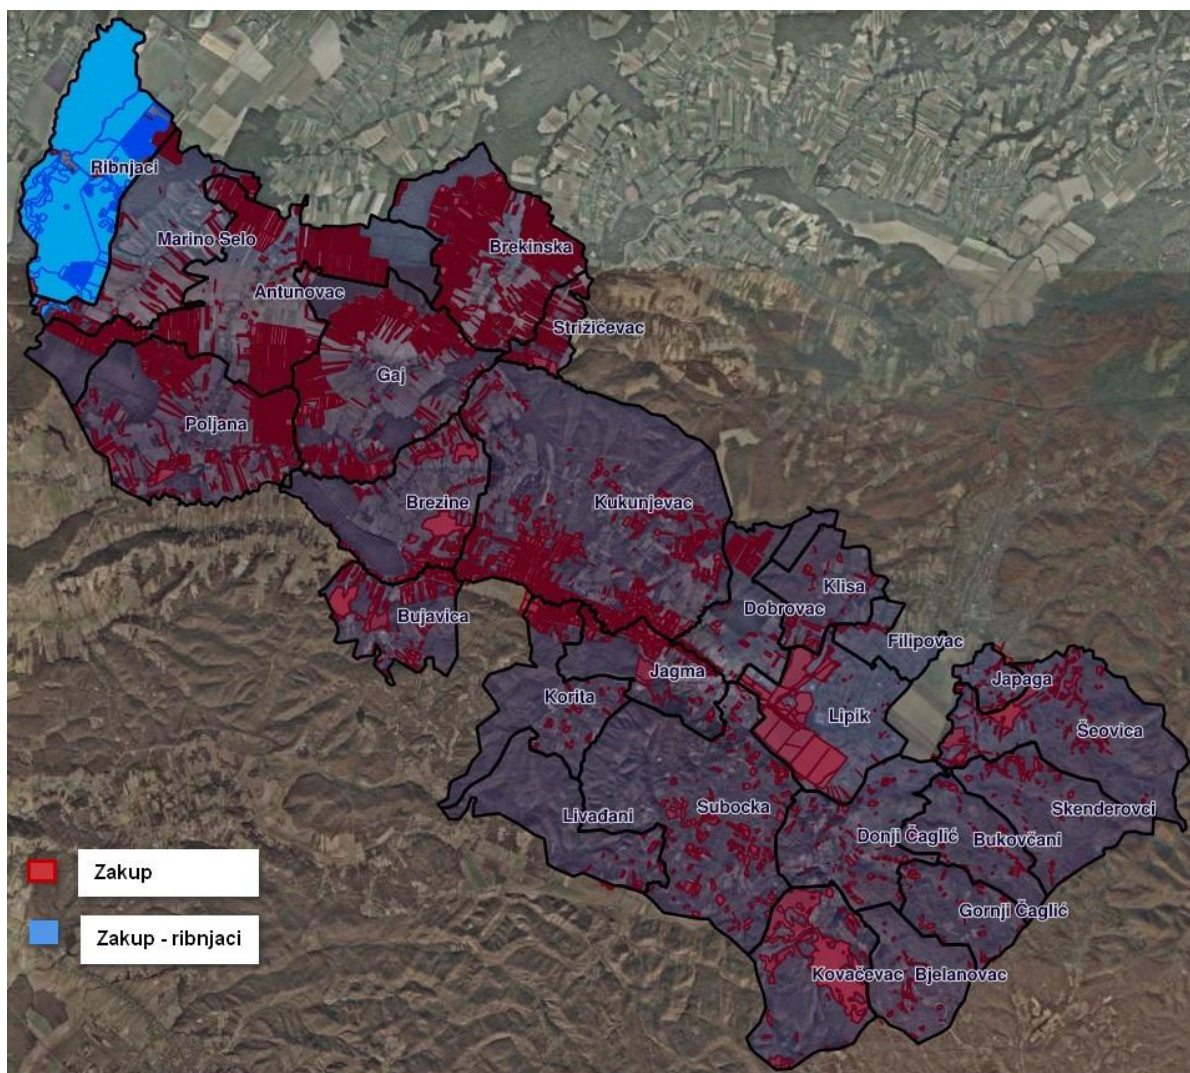 Ribnjaci
Marino Selo
Brekinska
Antunovac
Strižičevac
Gaj
Poljana
Brezine
Kukunjevac
Klisa
Dobrovac
Bujavica
Filipovac
Jagma
Japaga
Korita
Lipik
Šeovica
Subocka
Skenderovci
Livađani
Donji Čaglić
Bukovčani
Zakup
Gornji Čaglić
Zakup - ribnjaci
Kovačevac
Bjelanovac